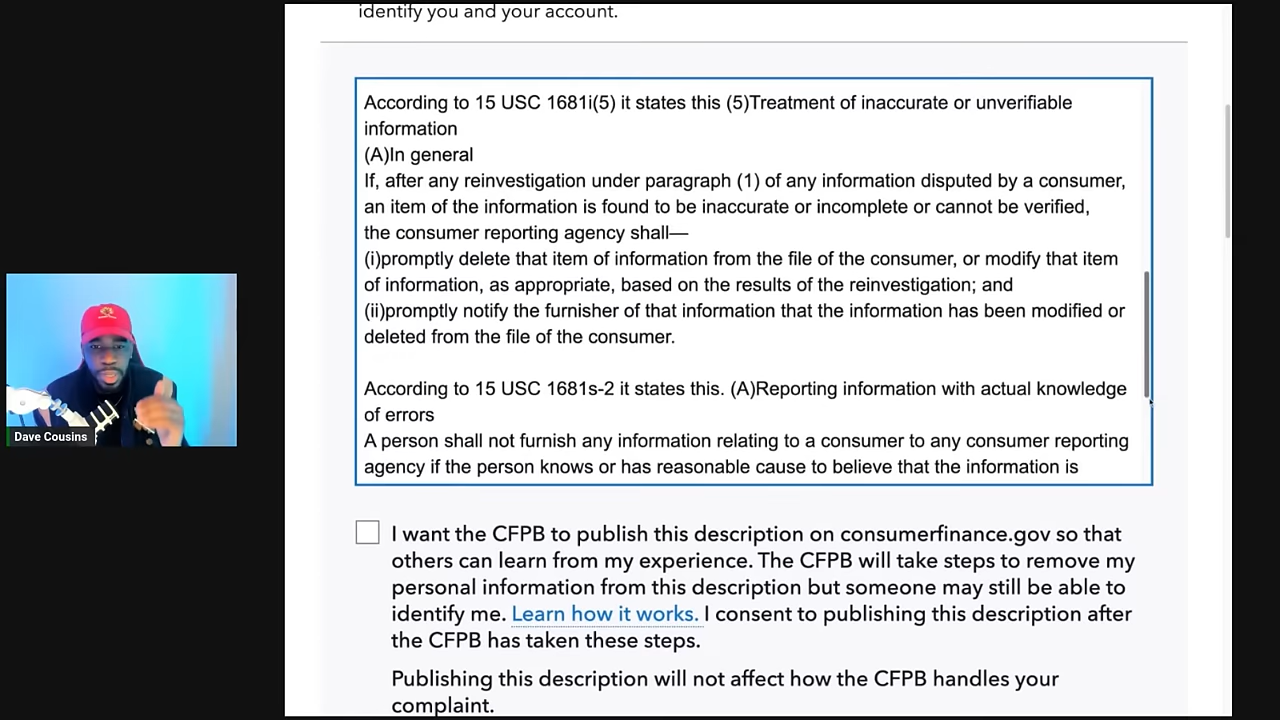 identify you and your account.
According to 15 USC 1681i(5) it states this (5)Treatment of inaccurate or unverifiable
information
(A)In general
If, after any reinvestigation under paragraph (1) of any information disputed by a consumer,
an item of the information is found to be inaccurate or incomplete or cannot be verified,
the consumer reporting agency shall—
(i)promptly delete that item of information from the file of the consumer, or modify that item
of information, as appropriate, based on the results of the reinvestigation; and
(ii)promptly notify the furnisher of that information that the information has been modified or
deleted from the file of the consumer.
According to 15 USC 1681s-2 it states this. (A)Reporting information with actual knowledge
of errors
A person shall not furnish any information relating to a consumer to any consumer reporting
agency if the person knows or has reasonable cause to believe that the information is
Dave Cousins
I want the CFPB to publish this description on consumerfinance.gov so that
others can learn from my experience. The CFPB will take steps to remove my
personal information from this description but someone may still be able to
identify me. Learn how it works. I consent to publishing this description after
the CFPB has taken these steps.
Publishing this description will not affect how the CFPB handles your
complaint.